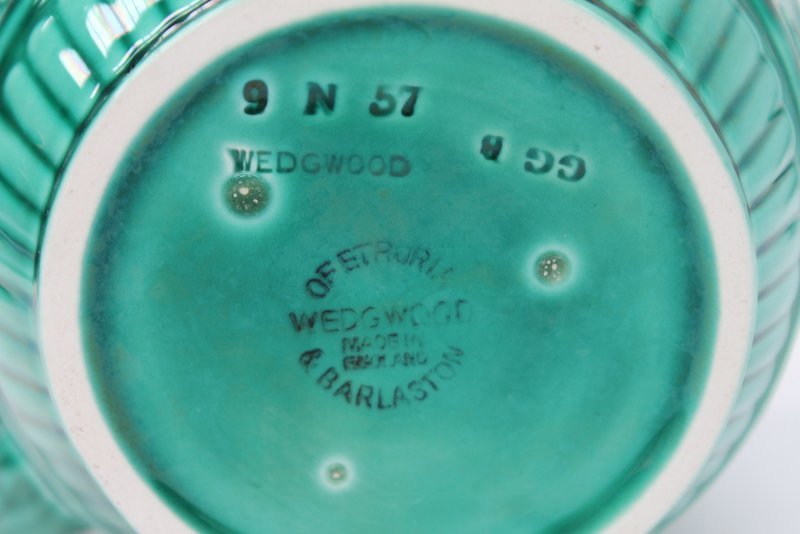 9 N 57
WEDGWOOD
GG
OF ETRURIA
WEDGWOOD
MADE IN
ENGLAND
& BARLASTON